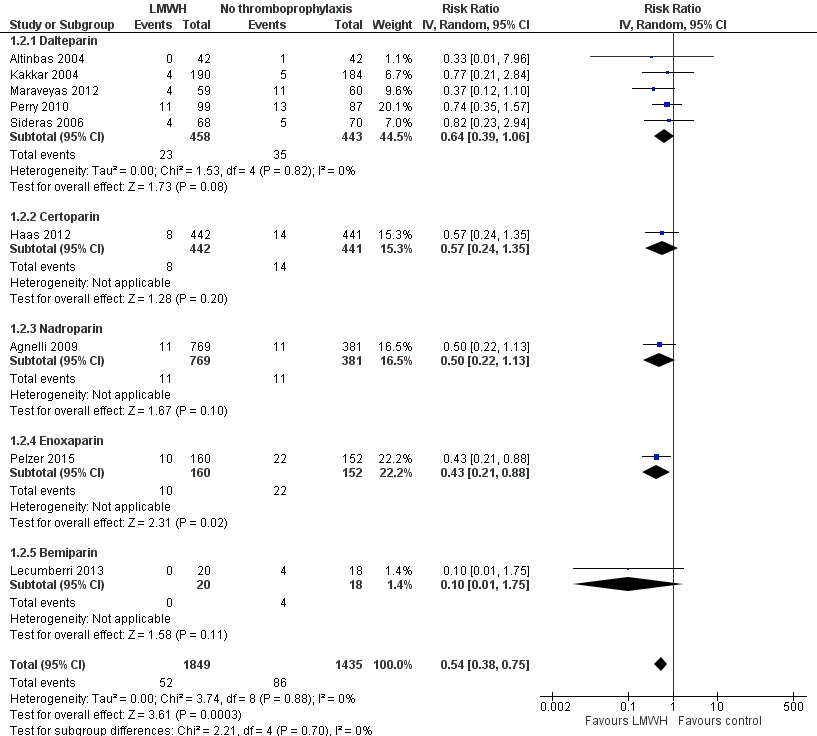 LMWH No thromboprophylaxis Risk Ratio Risk Ratio
Study or Subgroup Events Total Events Total Weight IV, Random, 95% CI IV, Random, 95% CI
1.2.1 Dalteparin
Altinbas 2004 0 42 1 42 1.1% 0.33 [0.01, 7.96]
Kakkar 2004 4 190 5 184 6.7% 0.77 [0.21, 2.84]
Maraveyas 2012 4 59 11 60 9.6% 0.37 [0.12, 1.10]
Perry 2010 11 99 13 87 20.1% 0.74 [0.35, 1.57]
Sideras 2006 4 68 5 70 7.0% 0.82 [0.23, 2.94]
Subtotal (95% CI) 458 443 44.5% 0.64 [0.39, 1.06]
Total events 23 35
Heterogeneity: Tau² = 0.00; Chi² = 1.53, df = 4 (P = 0.82); I² = 0%
Test for overall effect: Z = 1.73 (P = 0.08)
1.2.2 Certoparin
Haas 2012 8 442 14 441 15.3% 0.57 [0.24, 1.35]
Subtotal (95% CI) 442 441 15.3% 0.57 [0.24, 1.35]
Total events 8 14
Heterogeneity: Not applicable
Test for overall effect: Z = 1.28 (P = 0.20)
1.2.3 Nadroparin
Agnelli 2009 11 769 11 381 16.5% 0.50 [0.22, 1.13]
Subtotal (95% CI) 769 381 16.5% 0.50 [0.22, 1.13]
Total events 11 11
Heterogeneity: Not applicable
Test for overall effect: Z = 1.67 (P = 0.10)
1.2.4 Enoxaparin
Pelzer 2015 10 160 22 152 22.2% 0.43 [0.21, 0.88]
Subtotal (95% CI) 160 152 22.2% 0.43 [0.21, 0.88]
Total events 10 22
Heterogeneity: Not applicable
Test for overall effect: Z = 2.31 (P = 0.02)
1.2.5 Bemiparin
Lecumberri 2013 0 20 4 18 1.4% 0.10 [0.01, 1.75]
Subtotal (95% CI) 20 18 1.4% 0.10 [0.01, 1.75]
Total events 0 4
Heterogeneity: Not applicable
Test for overall effect: Z = 1.58 (P = 0.11)
Total (95% CI) 1849 1435 100.0% 0.54 [0.38, 0.75]
Total events 52 86
Heterogeneity: Tau² = 0.00; Chi² = 3.74, df = 8 (P = 0.88); I² = 0%
Test for overall effect: Z = 3.61 (P = 0.0003)
Test for subgroup differences: Chi² = 2.21, df = 4 (P = 0.70), I² = 0%
0.002 0.1 1 10 500
Favours LMWH Favours control